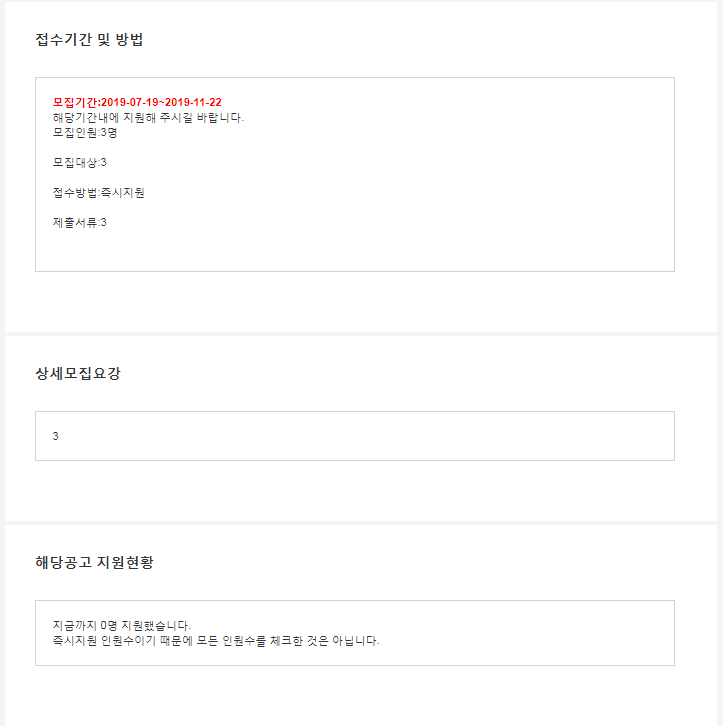 접수기간 및 방법
모집기간:2019-07-19~2019-11-22
해당기간내에 지원해 주시길 바랍니다.
모집인원:3명
모집대상:3
접수방법:즉시지원
제출서류:3
상세모집요강
3
해당공고 지원현황
지금까지 0명 지원했습니다.
즉시지원 인원수이기 때문에 모든 인원수를 체크한 것은 아닙니다.